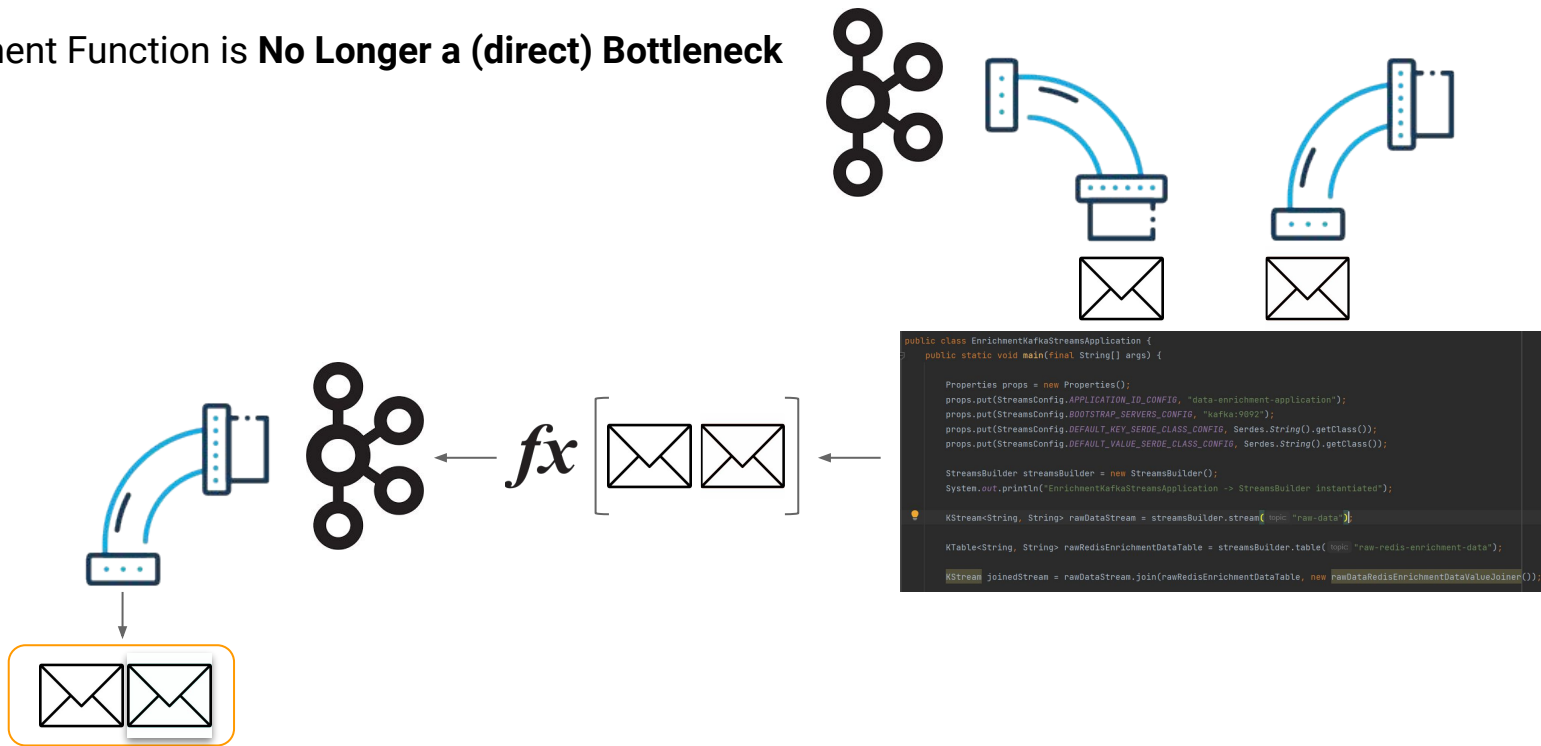 ment Function is No Longer a (direct) Bottleneck
public class EnrichmentKafkaStreamsApplication {
public static void main(final String[] args) {
Properties props = new Properties();
props.put(StreamsConfig.APPLICATION_ID_CONFIG, "data-enrichment-application");
props.put(StreamsConfig.BOOTSTRAP_SERVERS_CONFIG, "kafka:9092");
props.put(StreamsConfig.DEFAULT_KEY_SERDE_CLASS_CONFIG, Serdes.String().getClass());
props.put(StreamsConfig.DEFAULT_VALUE_SERDE_CLASS_CONFIG, Serdes.String().getClass());
StreamsBuilder streamsBuilder = new StreamsBuilder();
System.out.println("EnrichmentKafkaStreamsApplication -> StreamsBuilder instantiated");
KStream<String, String> rawDataStream = streamsBuilder.stream( topic: "raw-data");
KTable<String, String> rawRedisEnrichmentDataTable = streamsBuilder.table( topic: "raw-redis-enrichment-data");
KStream joinedStream = rawDataStream.join(rawRedisEnrichmentDataTable, new rawDataRedisEnrichmentDataValueJoiner());
fx